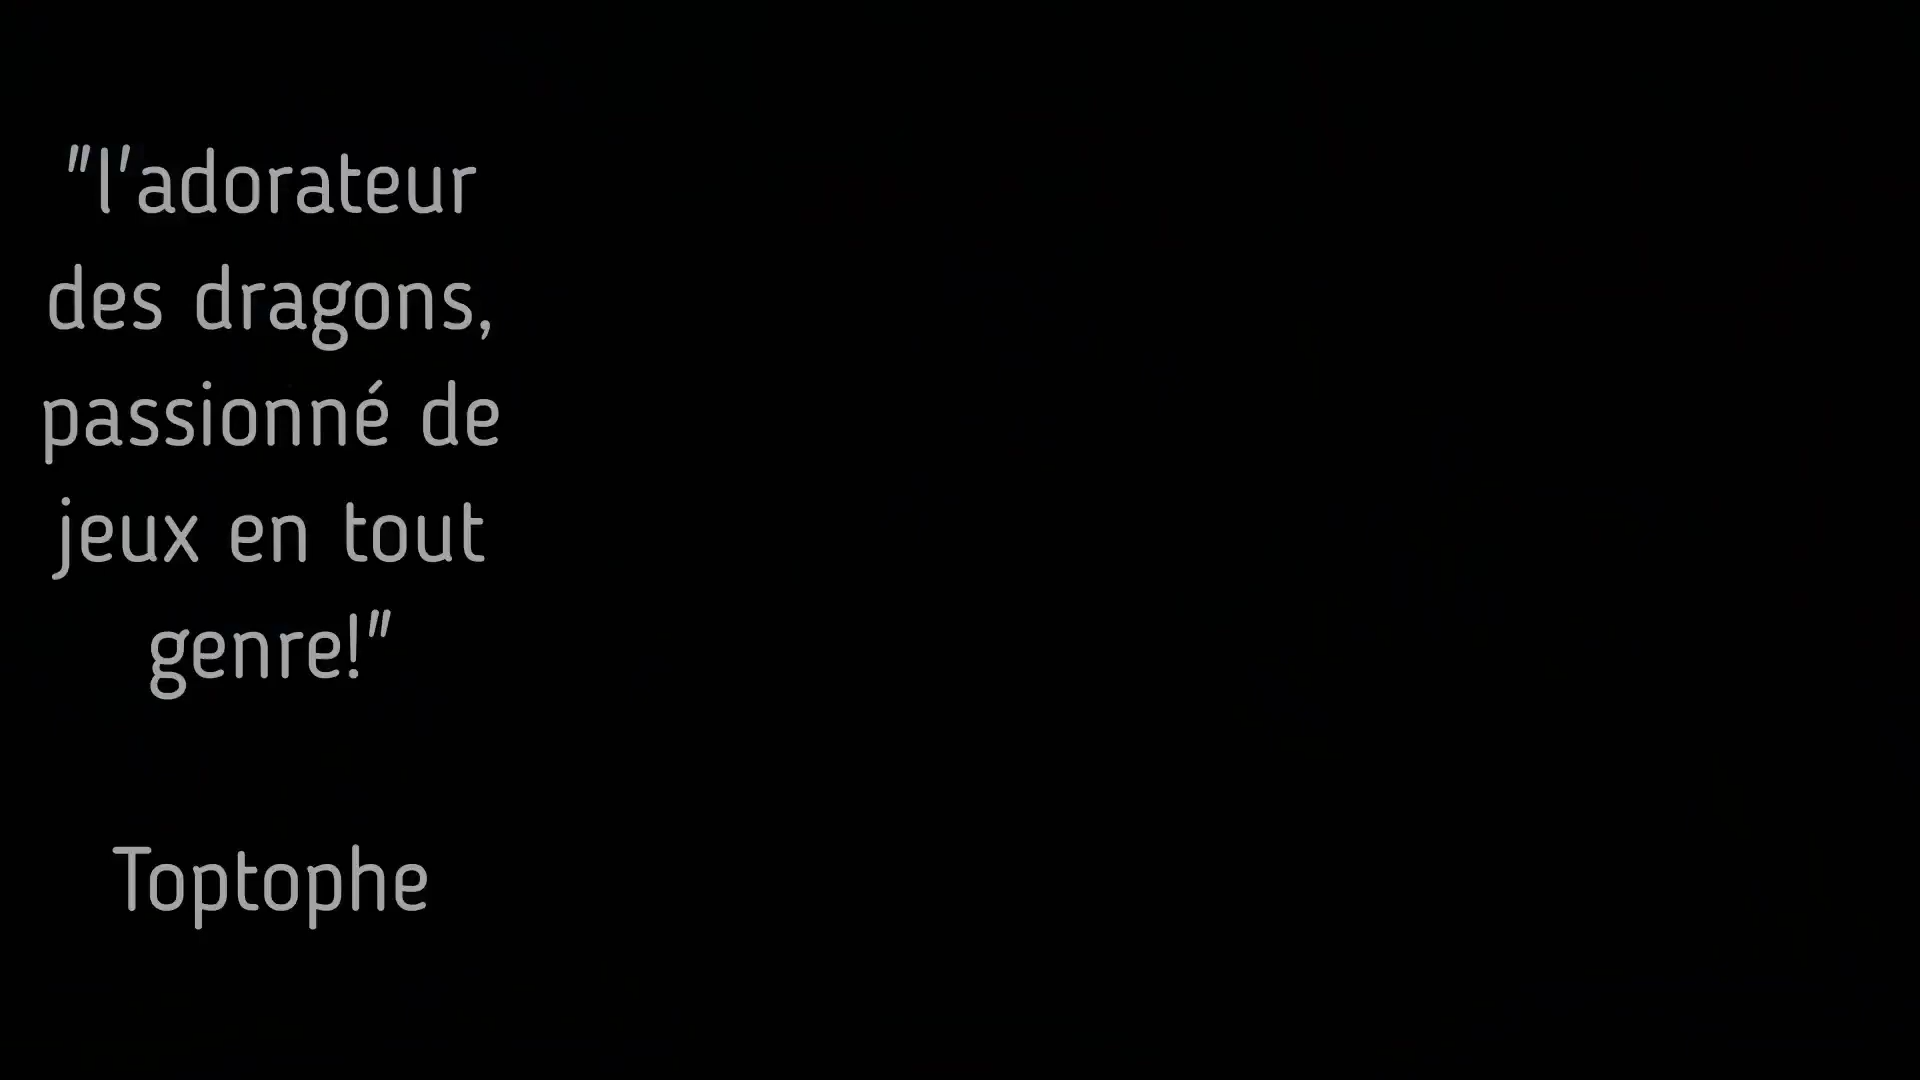 "l'adorateur
des dragons,
passionné de
jeux en tout
genre!"
Toptophe